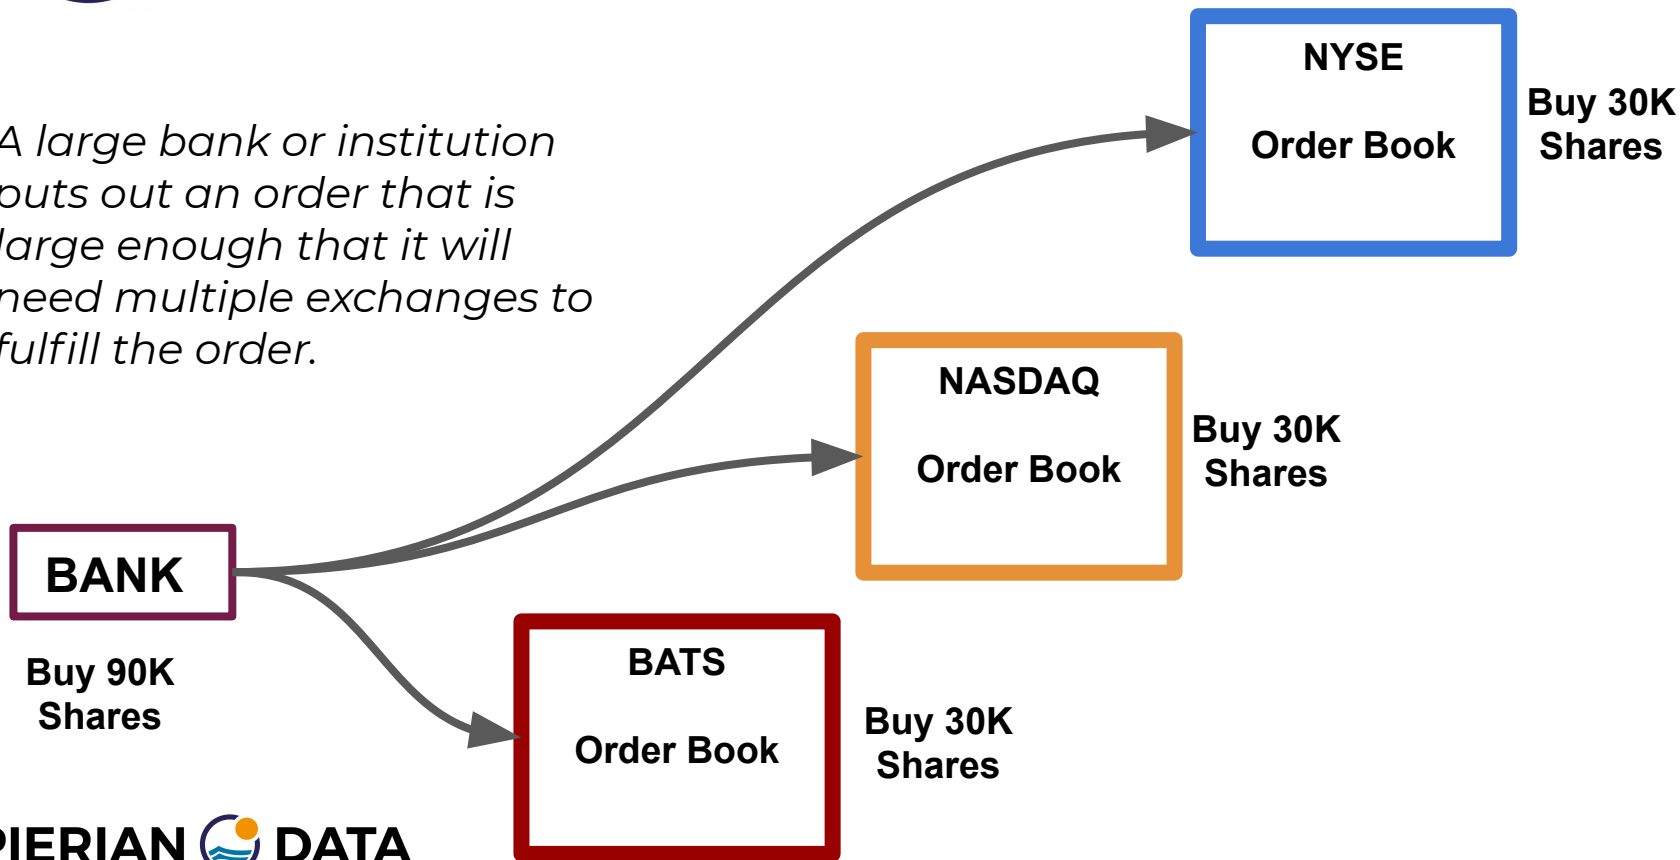 A large bank or institution
puts out an order that is
large enough that it will
need multiple exchanges to
fulfill the order.
NYSE
Order Book
Buy 30K
Shares
NASDAQ
Order Book
Buy 30K
Shares
BANK
Buy 90K
Shares
BATS
Order Book
Buy 30K
Shares
PIERIAN DATA